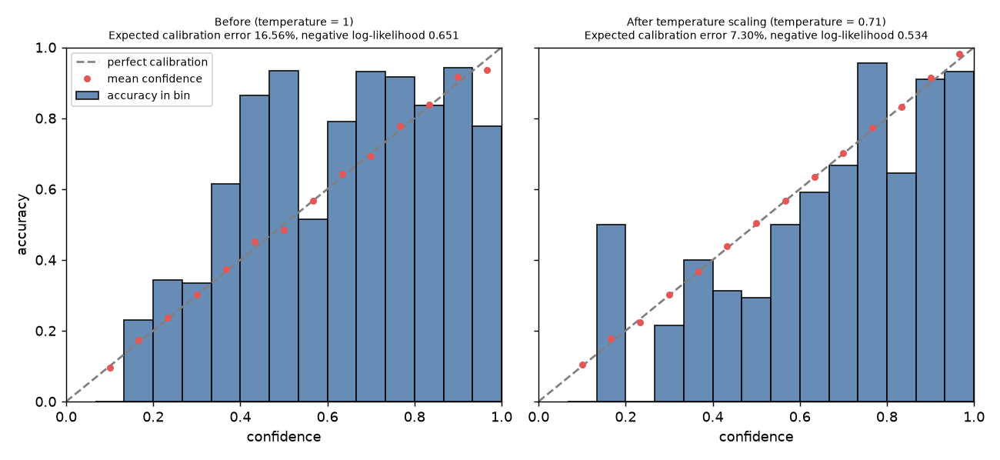 Before (temperature = 1)
Expected calibration error 16.56%, negative log-likelihood 0.651
After temperature scaling (temperature = 0.71)
Expected calibration error 7.30%, negative log-likelihood 0.534
perfect calibration
mean confidence
accuracy in bin
accuracy
1.0
0.8
0.6
0.4
0.2
0.0
0.0 0.2 0.4 0.6 0.8 1.0
confidence
0.0 0.2 0.4 0.6 0.8 1.0
confidence